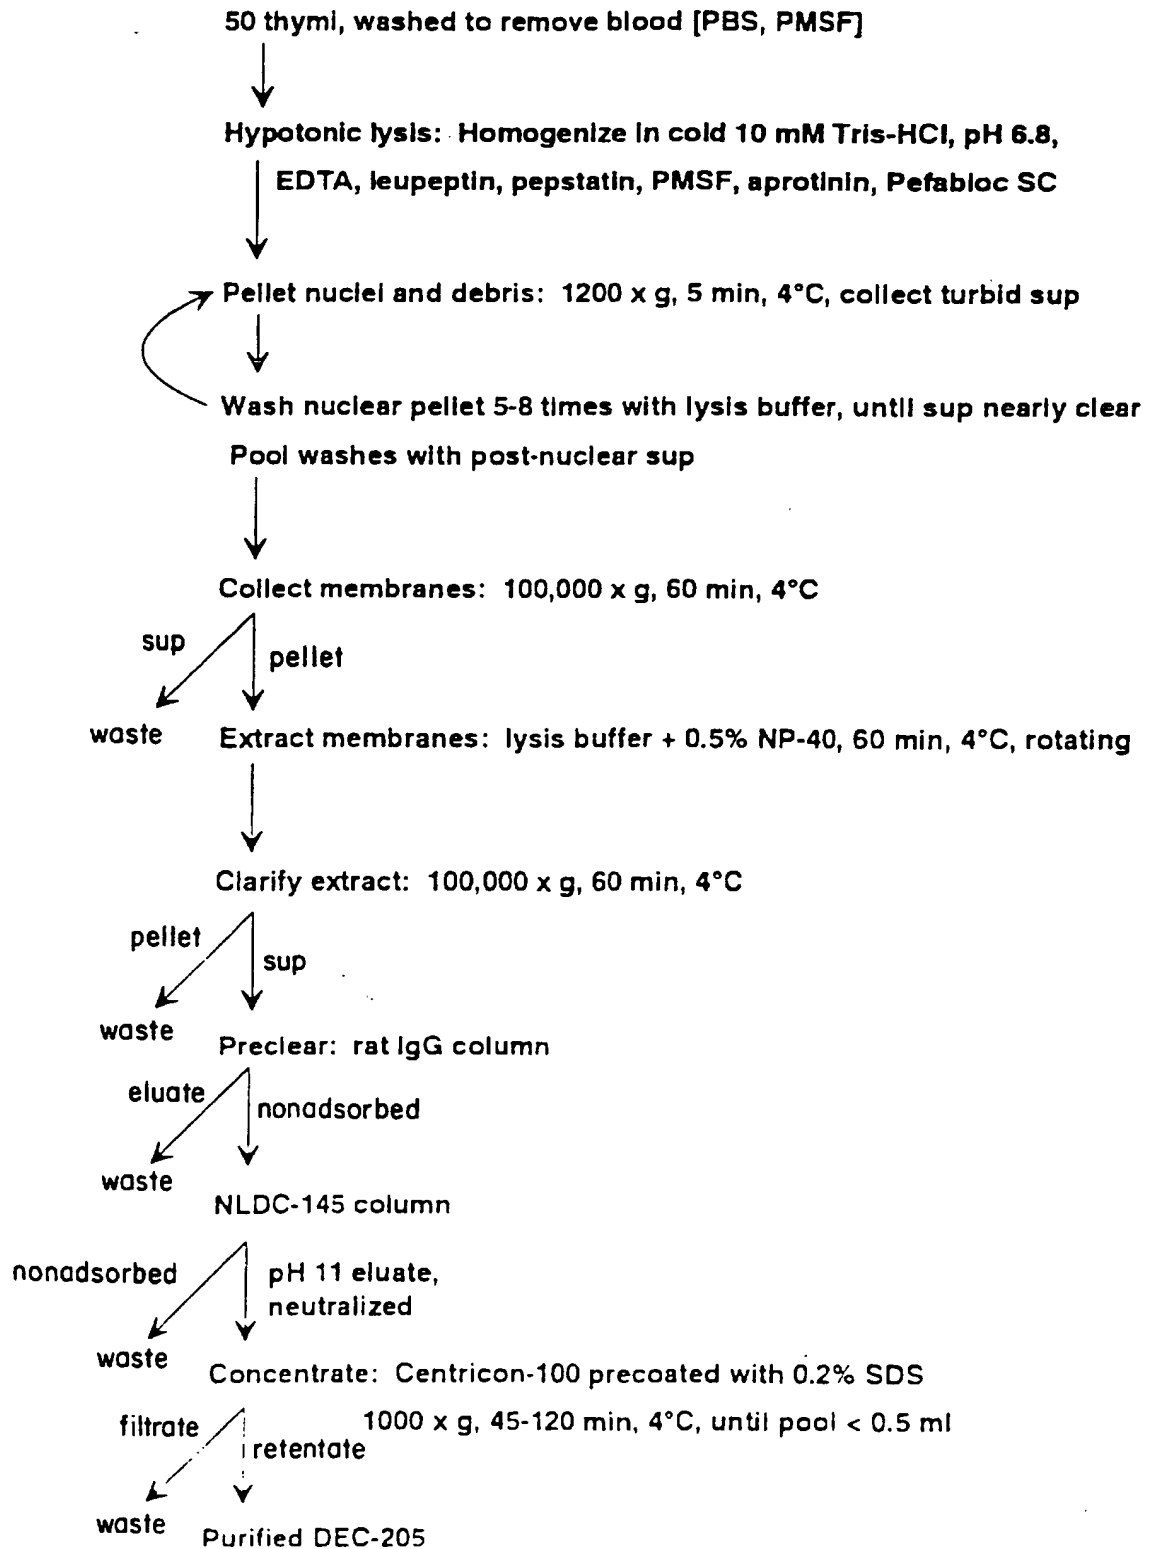 50 thymi, washed to remove blood [PBS, PMSF]
Hypotonic lysis: Homogenize in cold 10 mM Tris-HCl, pH 6.8,
EDTA, leupeptin, pepstatin, PMSF, aprotinin, Pefabloc SC
Pellet nuclei and debris: 1200 x g, 5 min, 4°C, collect turbid sup
Wash nuclear pellet 5-8 times with lysis buffer, until sup nearly clear
Pool washes with post-nuclear sup
Collect membranes: 100,000 x g, 60 min, 4°C
sup
pellet
waste
Extract membranes: lysis buffer + 0.5% NP-40, 60 min, 4°C, rotating
Clarify extract: 100,000 x g, 60 min, 4°C
pellet
sup
waste
Preclear: rat IgG column
eluate
nonadsorbed
waste
NLDC-145 column
nonadsorbed
pH 11 eluate,
neutralized
waste
Concentrate: Centricon-100 precoated with 0.2% SDS
1000 x g, 45-120 min, 4°C, until pool < 0.5 ml
filtrate
retentate
waste
Purified DEC-205